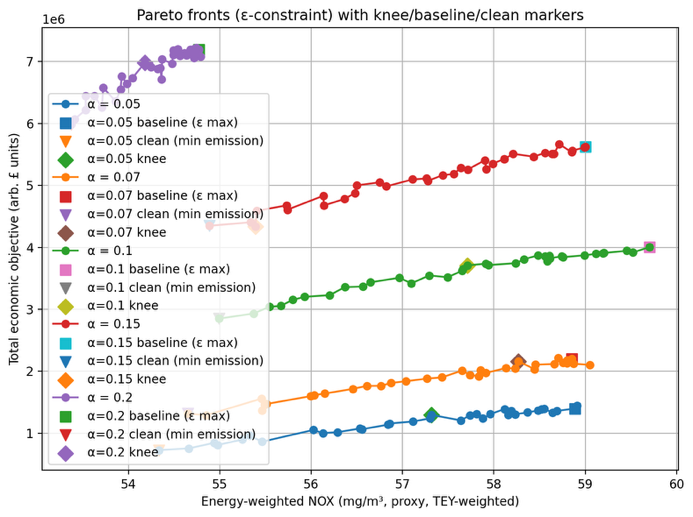 Pareto fronts (ε-constraint) with knee/baseline/clean markers
1e6
7
6
5
4
3
2
1
Total economic objective (arb. £ units)
α = 0.05
α=0.05 baseline (ε max)
α=0.05 clean (min emission)
α=0.05 knee
α = 0.07
α=0.07 baseline (ε max)
α=0.07 clean (min emission)
α=0.07 knee
α = 0.1
α=0.1 baseline (ε max)
α=0.1 clean (min emission)
α=0.1 knee
α = 0.15
α=0.15 baseline (ε max)
α=0.15 clean (min emission)
α=0.15 knee
α = 0.2
α=0.2 baseline (ε max)
α=0.2 clean (min emission)
α=0.2 knee
54 55 56 57 58 59 60
Energy-weighted NOX (mg/m³, proxy, TEY-weighted)